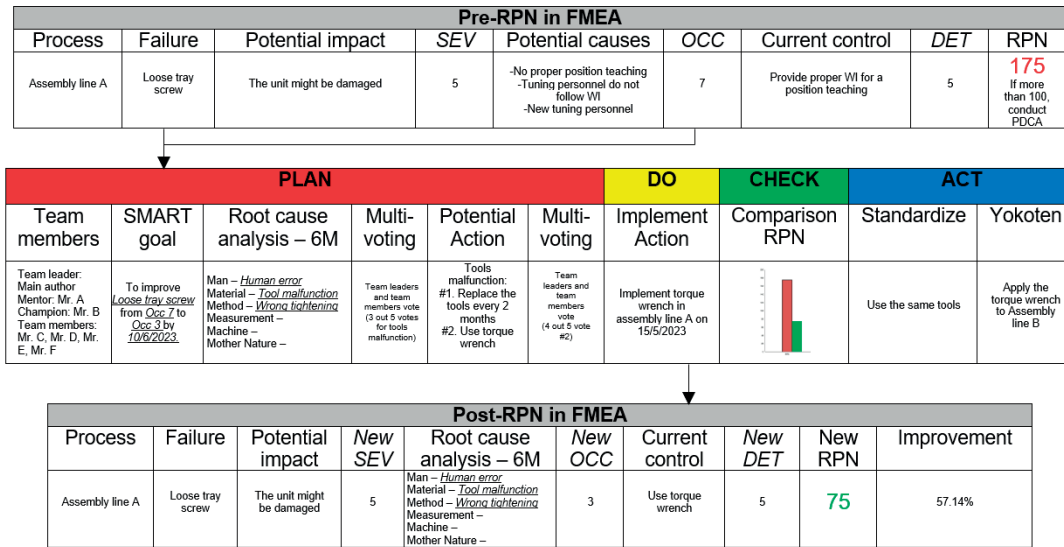 Pre-RPN in FMEA
Process Failure Potential impact SEV Potential causes OCC Current control DET RPN
Assembly line A
Loose tray
screw
The unit might be damaged
5
-No proper position teaching
-Tuning personnel do not
follow WI
-New tuning personnel
7
Provide proper WI for a
position teaching
5
175
If more
than 100,
conduct
PDCA
PLAN DO CHECK ACT
Team
members
SMART
goal
Root cause
analysis – 6M
Multi-
voting
Potential
Action
Multi-
voting
Implement
Action
Comparison
RPN
Standardize
Yokoten
Team leader:
Main author
Mentor: Mr. A
Champion: Mr. B
Team members:
Mr. C, Mr. D, Mr.
E, Mr. F
To improve
Loose tray screw
from Occ 7 to
Occ 3 by
10/6/2023.
Man – Human error
Material – Tool malfunction
Method – Wrong tightening
Measurement –
Machine –
Mother Nature –
Team leaders
and team
members vote
(3 out 5 votes
for tools
malfunction)
Tools
malfunction:
#1. Replace the
tools every 2
months
#2. Use torque
wrench
Team
leaders and
team
members
vote
(4 out 5 vote
#2)
Implement torque
wrench in
assembly line A on
15/5/2023
Use the same tools
Apply the
torque wrench
to Assembly
line B
Post-RPN in FMEA
Process
Failure
Potential
impact
New
SEV
Root cause
analysis – 6M
New
OCC
Current
control
New
DET
New
RPN
Improvement
Assembly line A
Loose tray
screw
The unit might
be damaged
5
Man – Human error
Material – Tool malfunction
Method – Wrong tightening
Measurement –
Machine –
Mother Nature –
3
Use torque
wrench
5
75
57.14%